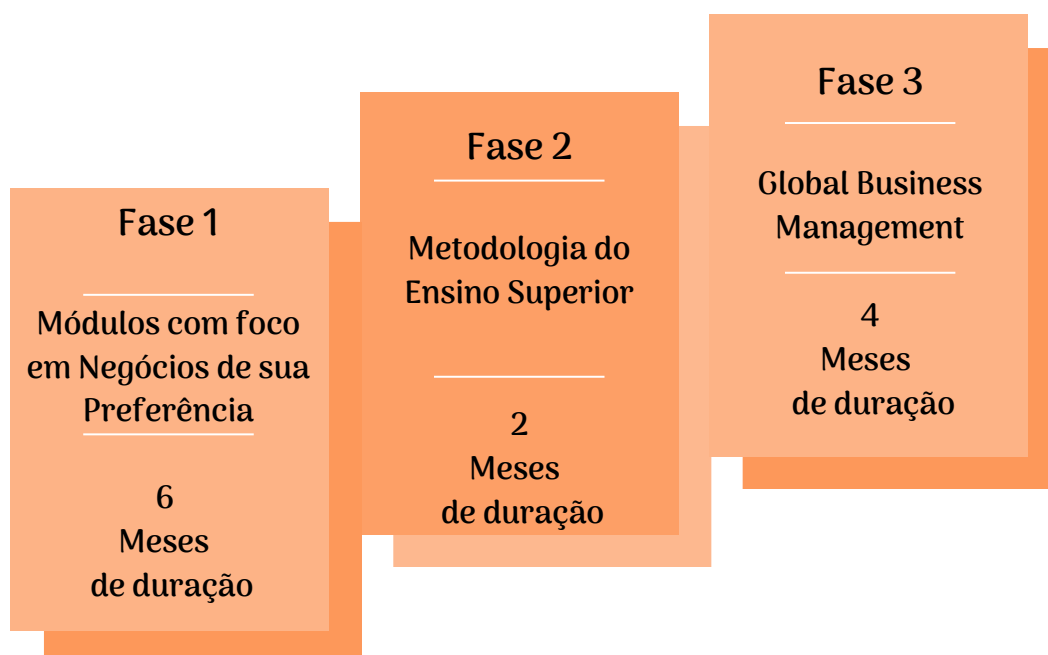 Fase 1
Módulos com foco
em Negócios de sua
Preferência
6
Meses
de duração
Fase 2
Metodologia do
Ensino Superior
2
Meses
de duração
Fase 3
Global Business
Management
4
Meses
de duração